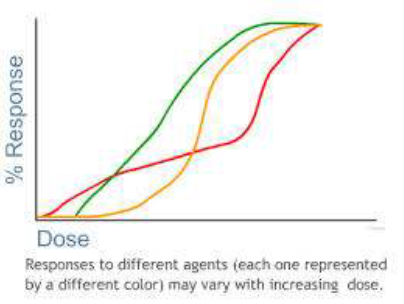 % Response
Dose
Responses to different agents (each one represented
by a different color) may vary with increasing dose.